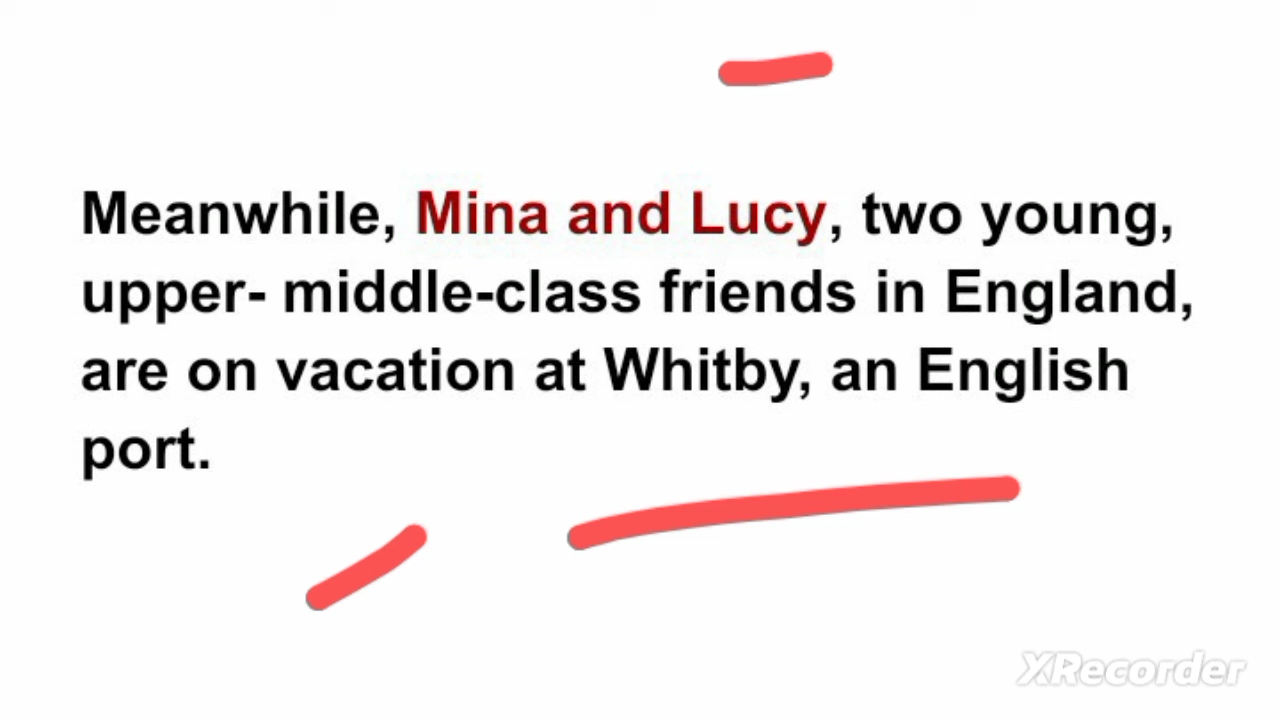 Meanwhile, Mina and Lucy, two young,
upper- middle-class friends in England,
are on vacation at Whitby, an English
port.
XRecorder